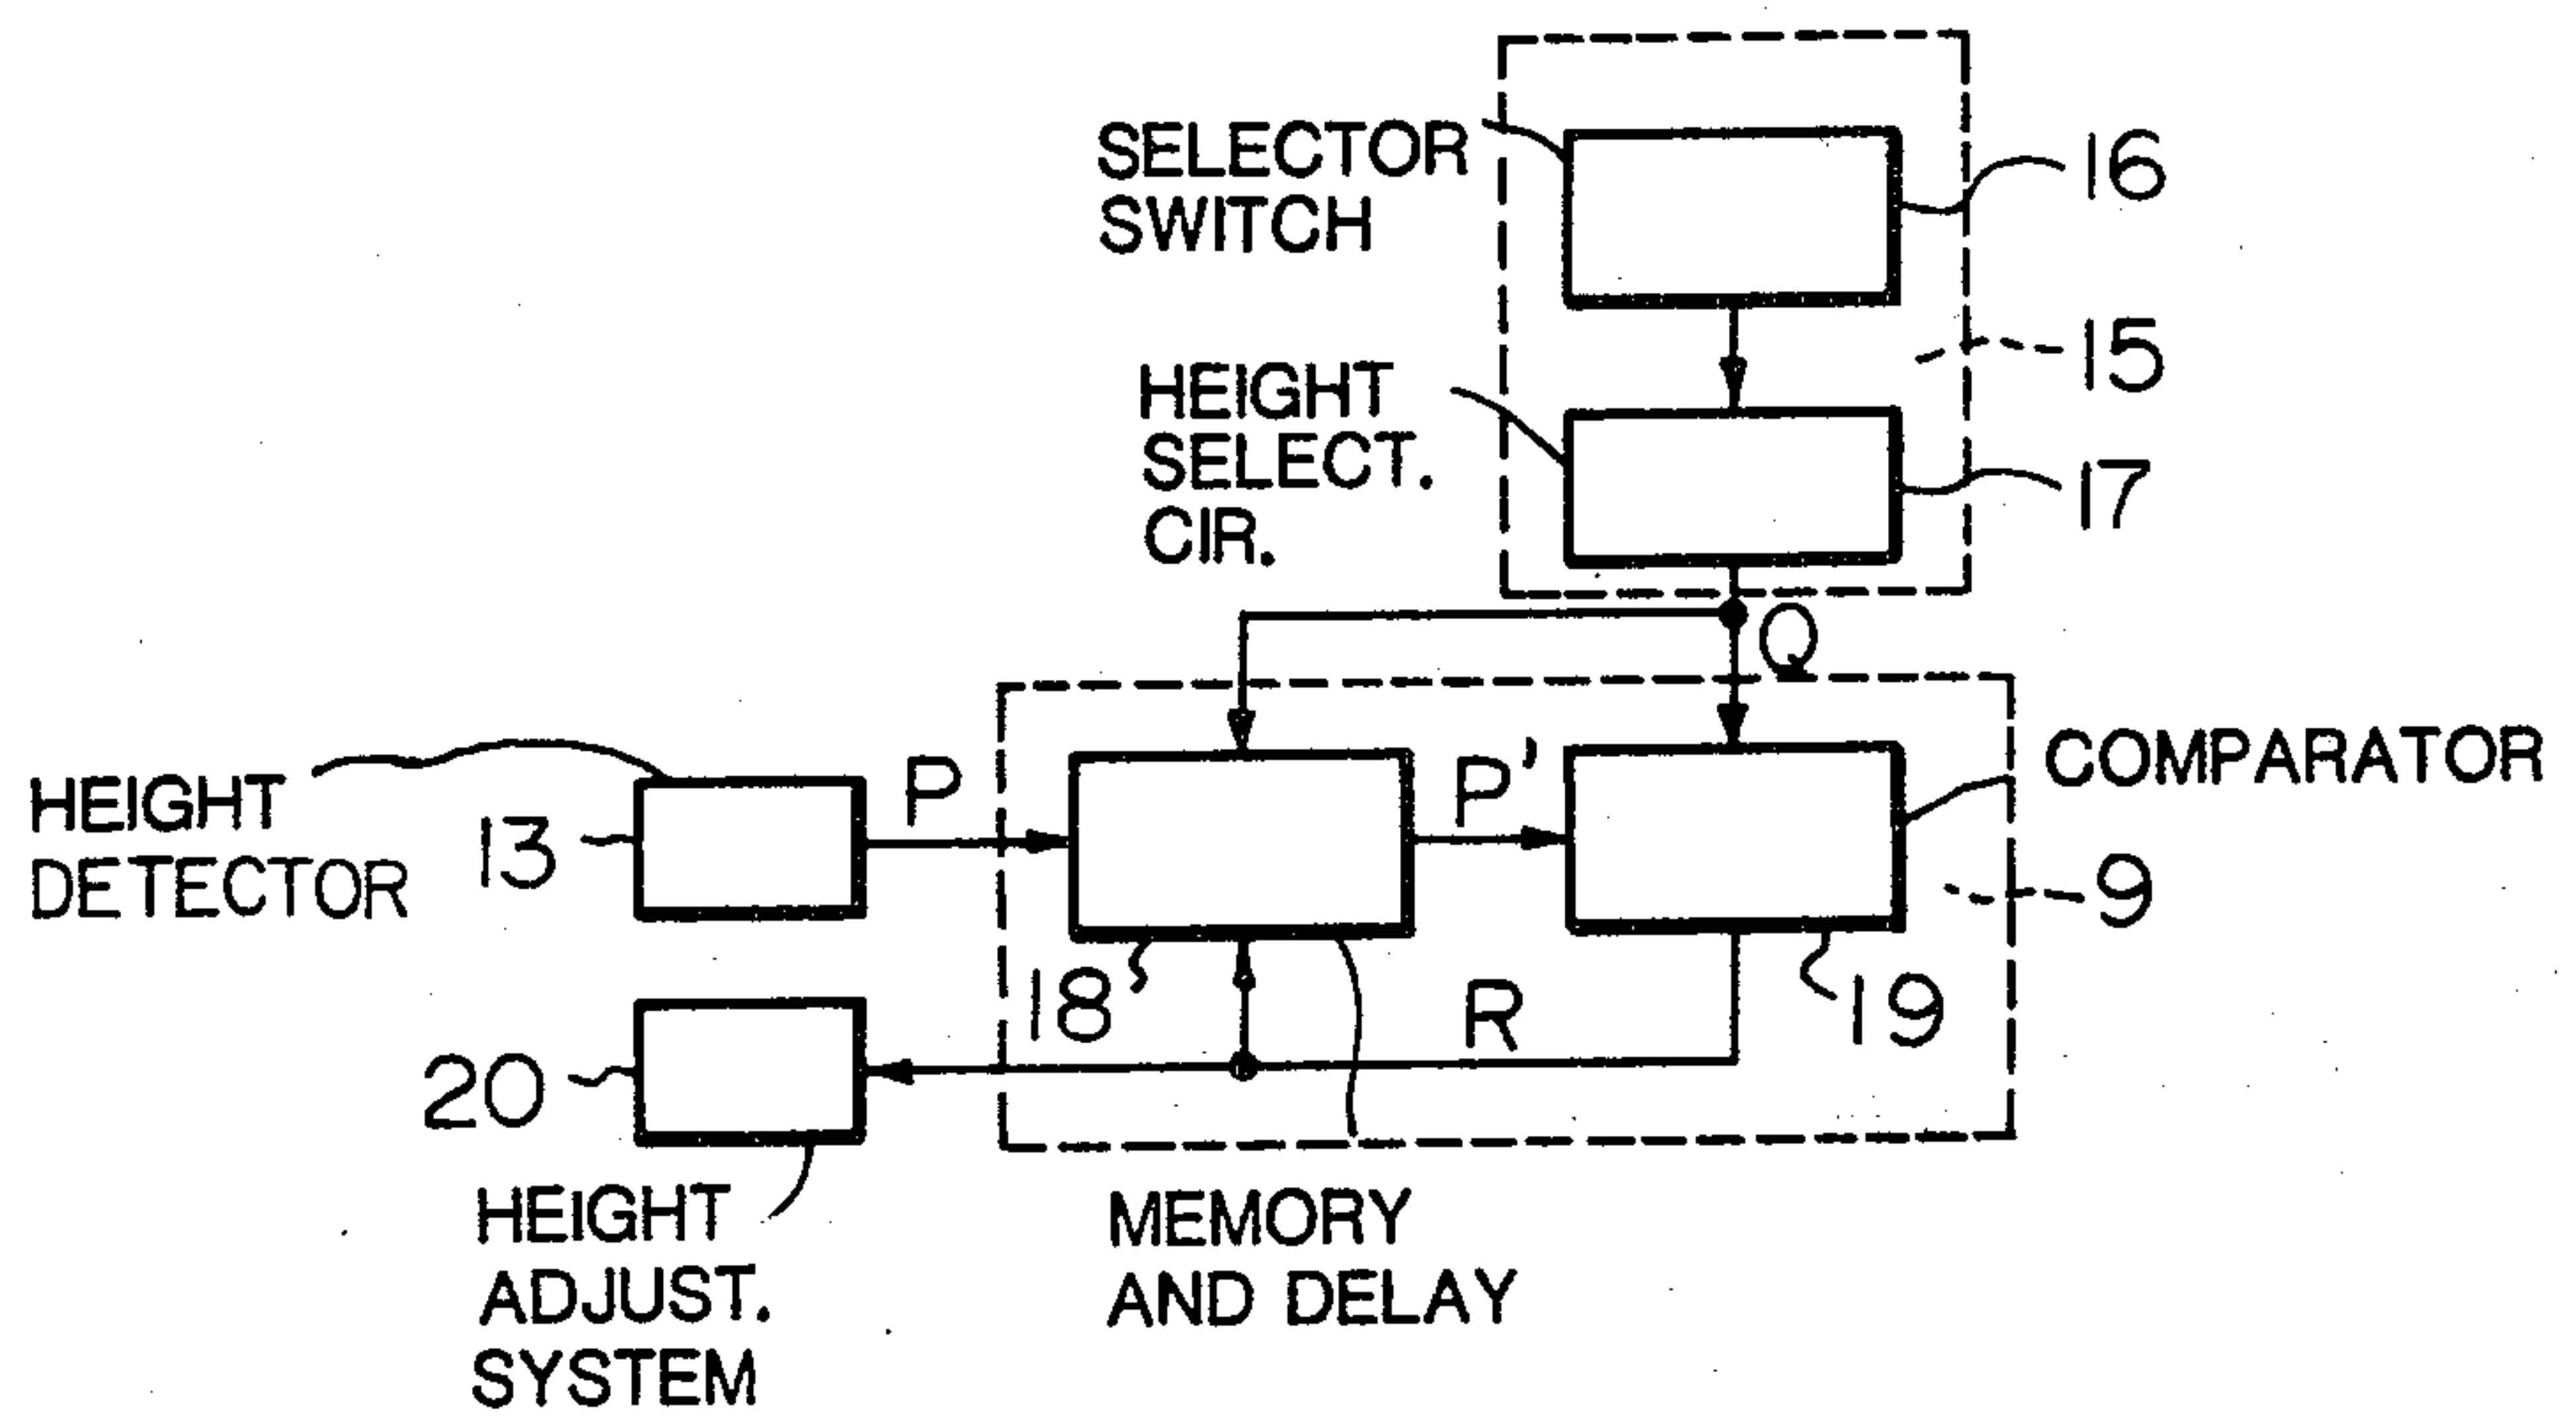 SELECTOR
SWITCH
16
15
HEIGHT
SELECT.
CIR.
17
Q
COMPARATOR
HEIGHT
DETECTOR
13
P
P'
9
18
R
19
20
HEIGHT
ADJUST.
SYSTEM
MEMORY
AND DELAY